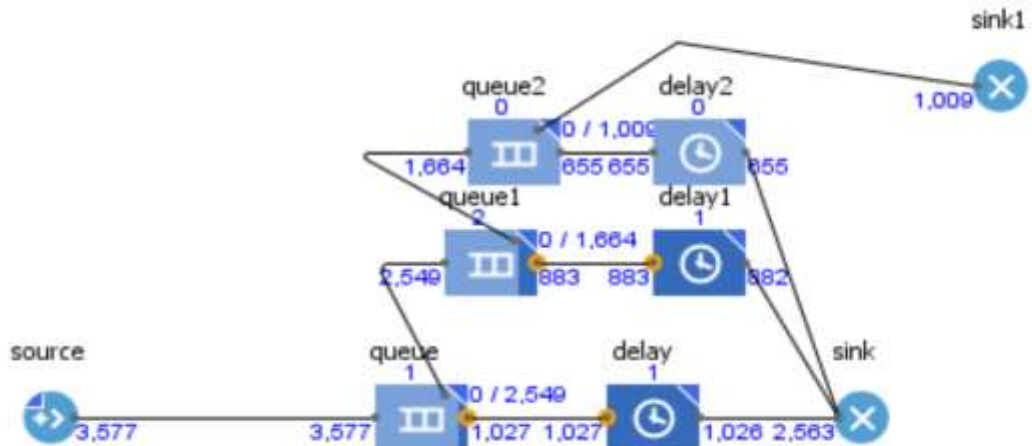 sink1
1,009
queue2
0
delay2
0
0 / 1,009
1,664
655
655
655
queue1
2
delay1
1
0 / 1,664
2,549
883
883
882
source
queue
1
delay
1
sink
0 / 2,549
3,577
3,577
1,027
1,027
1,026
2,563